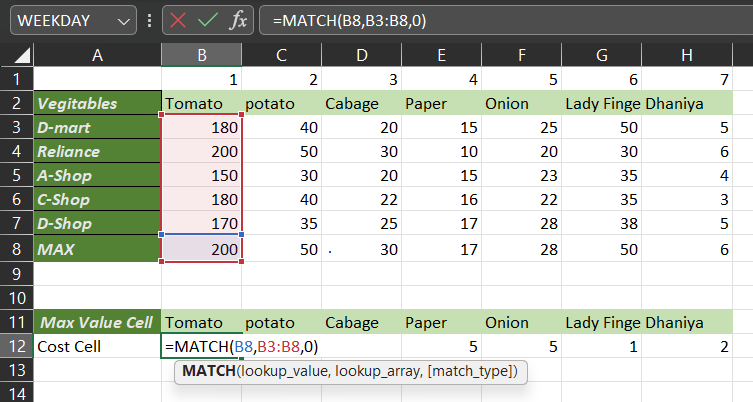 WEEKDAY fx =MATCH(B8,B3:B8,0)
A B C D E F G H
1 1 2 3 4 5 6 7
2 Vegitables Tomato potato Cabage Paper Onion Lady Finge Dhaniya
3 D-mart 180 40 20 15 25 50 5
4 Reliance 200 50 30 10 20 30 6
5 A-Shop 150 30 20 15 23 35 4
6 C-Shop 180 40 22 16 22 35 3
7 D-Shop 170 35 25 17 28 38 5
8 MAX 200 50 30 17 28 50 6
9
10
11 Max Value Cell Tomato potato Cabage Paper Onion Lady Finge Dhaniya
12 Cost Cell =MATCH(B8,B3:B8,0) 5 5 1 2
13 MATCH(lookup_value, lookup_array, [match_type])
14